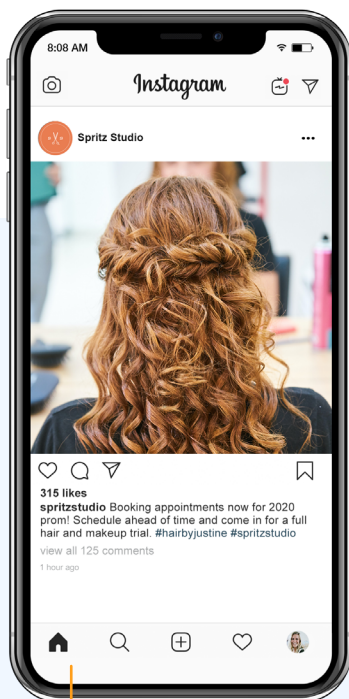 8:08 AM
Instagram
Spritz Studio
315 likes
spritzstudio Booking appointments now for 2020
prom! Schedule ahead of time and come in for a full
hair and makeup trial. #hairbyjustine #spritzstudio
view all 125 comments
1 hour ago